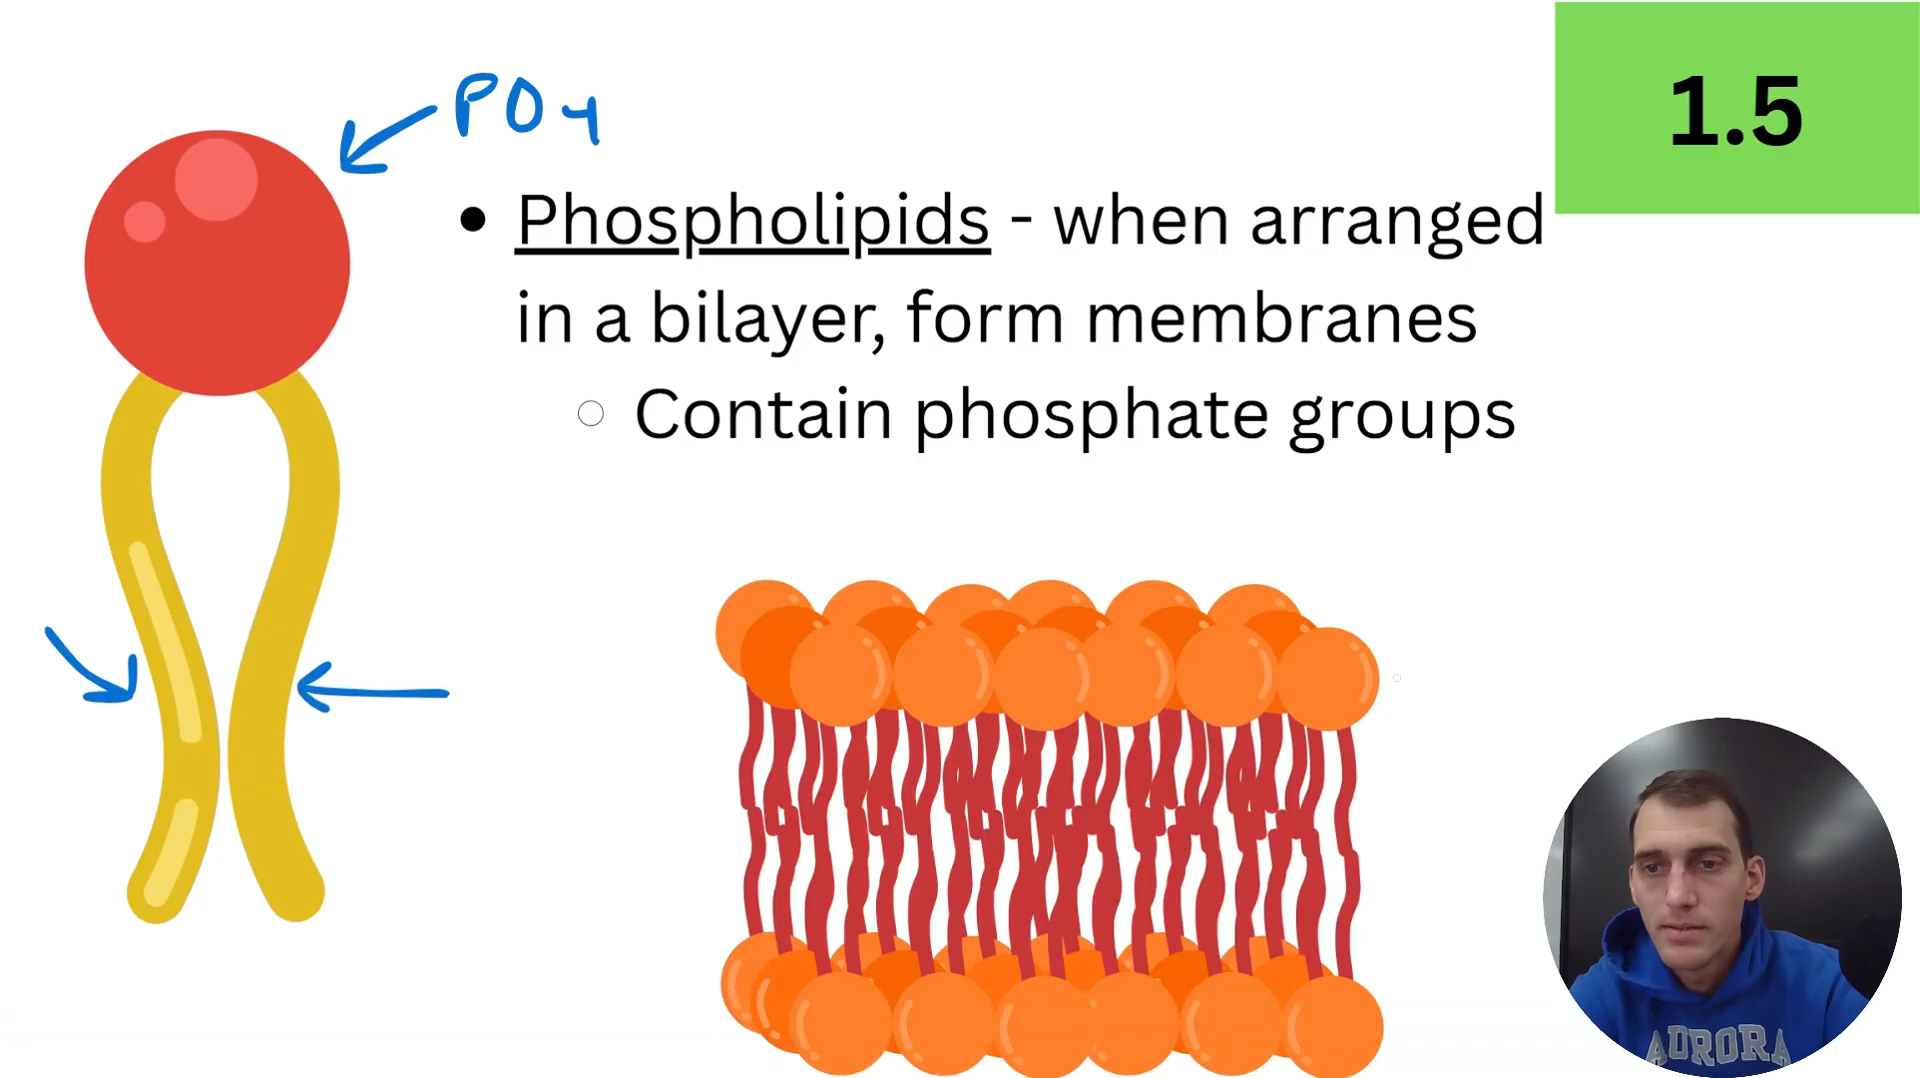 PO4
1.5
• Phospholipids - when arranged
in a bilayer, form membranes
○ Contain phosphate groups
AURORA